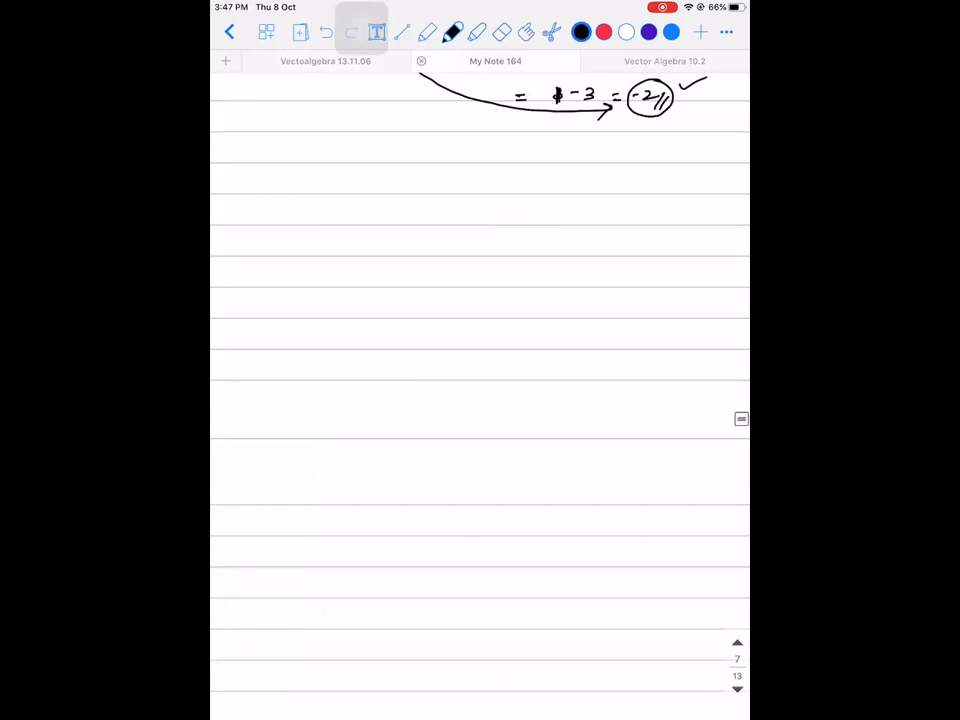 3:47 PM Thu 8 Oct 66%
Vectoalgebra 13.11.06 My Note 164 Vector Algebra 10.2
= 1 - 3 = -2
7
13